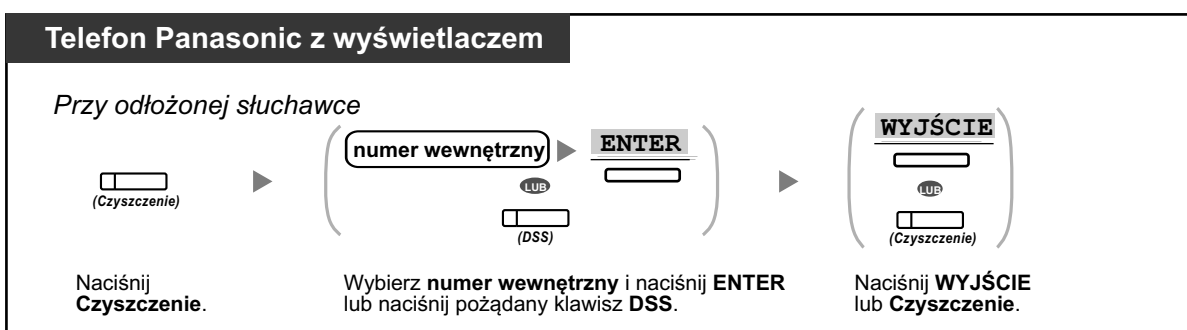 Telefon Panasonic z wyświetlaczem
Przy odłożonej słuchawce
(Czyszczenie)
numer wewnętrzny
ENTER
LUB
(DSS)
WYJŚCIE
LUB
(Czyszczenie)
Naciśnij
Czyszczenie.
Wybierz numer wewnętrzny i naciśnij ENTER
lub naciśnij pożądany klawisz DSS.
Naciśnij WYJŚCIE
lub Czyszczenie.